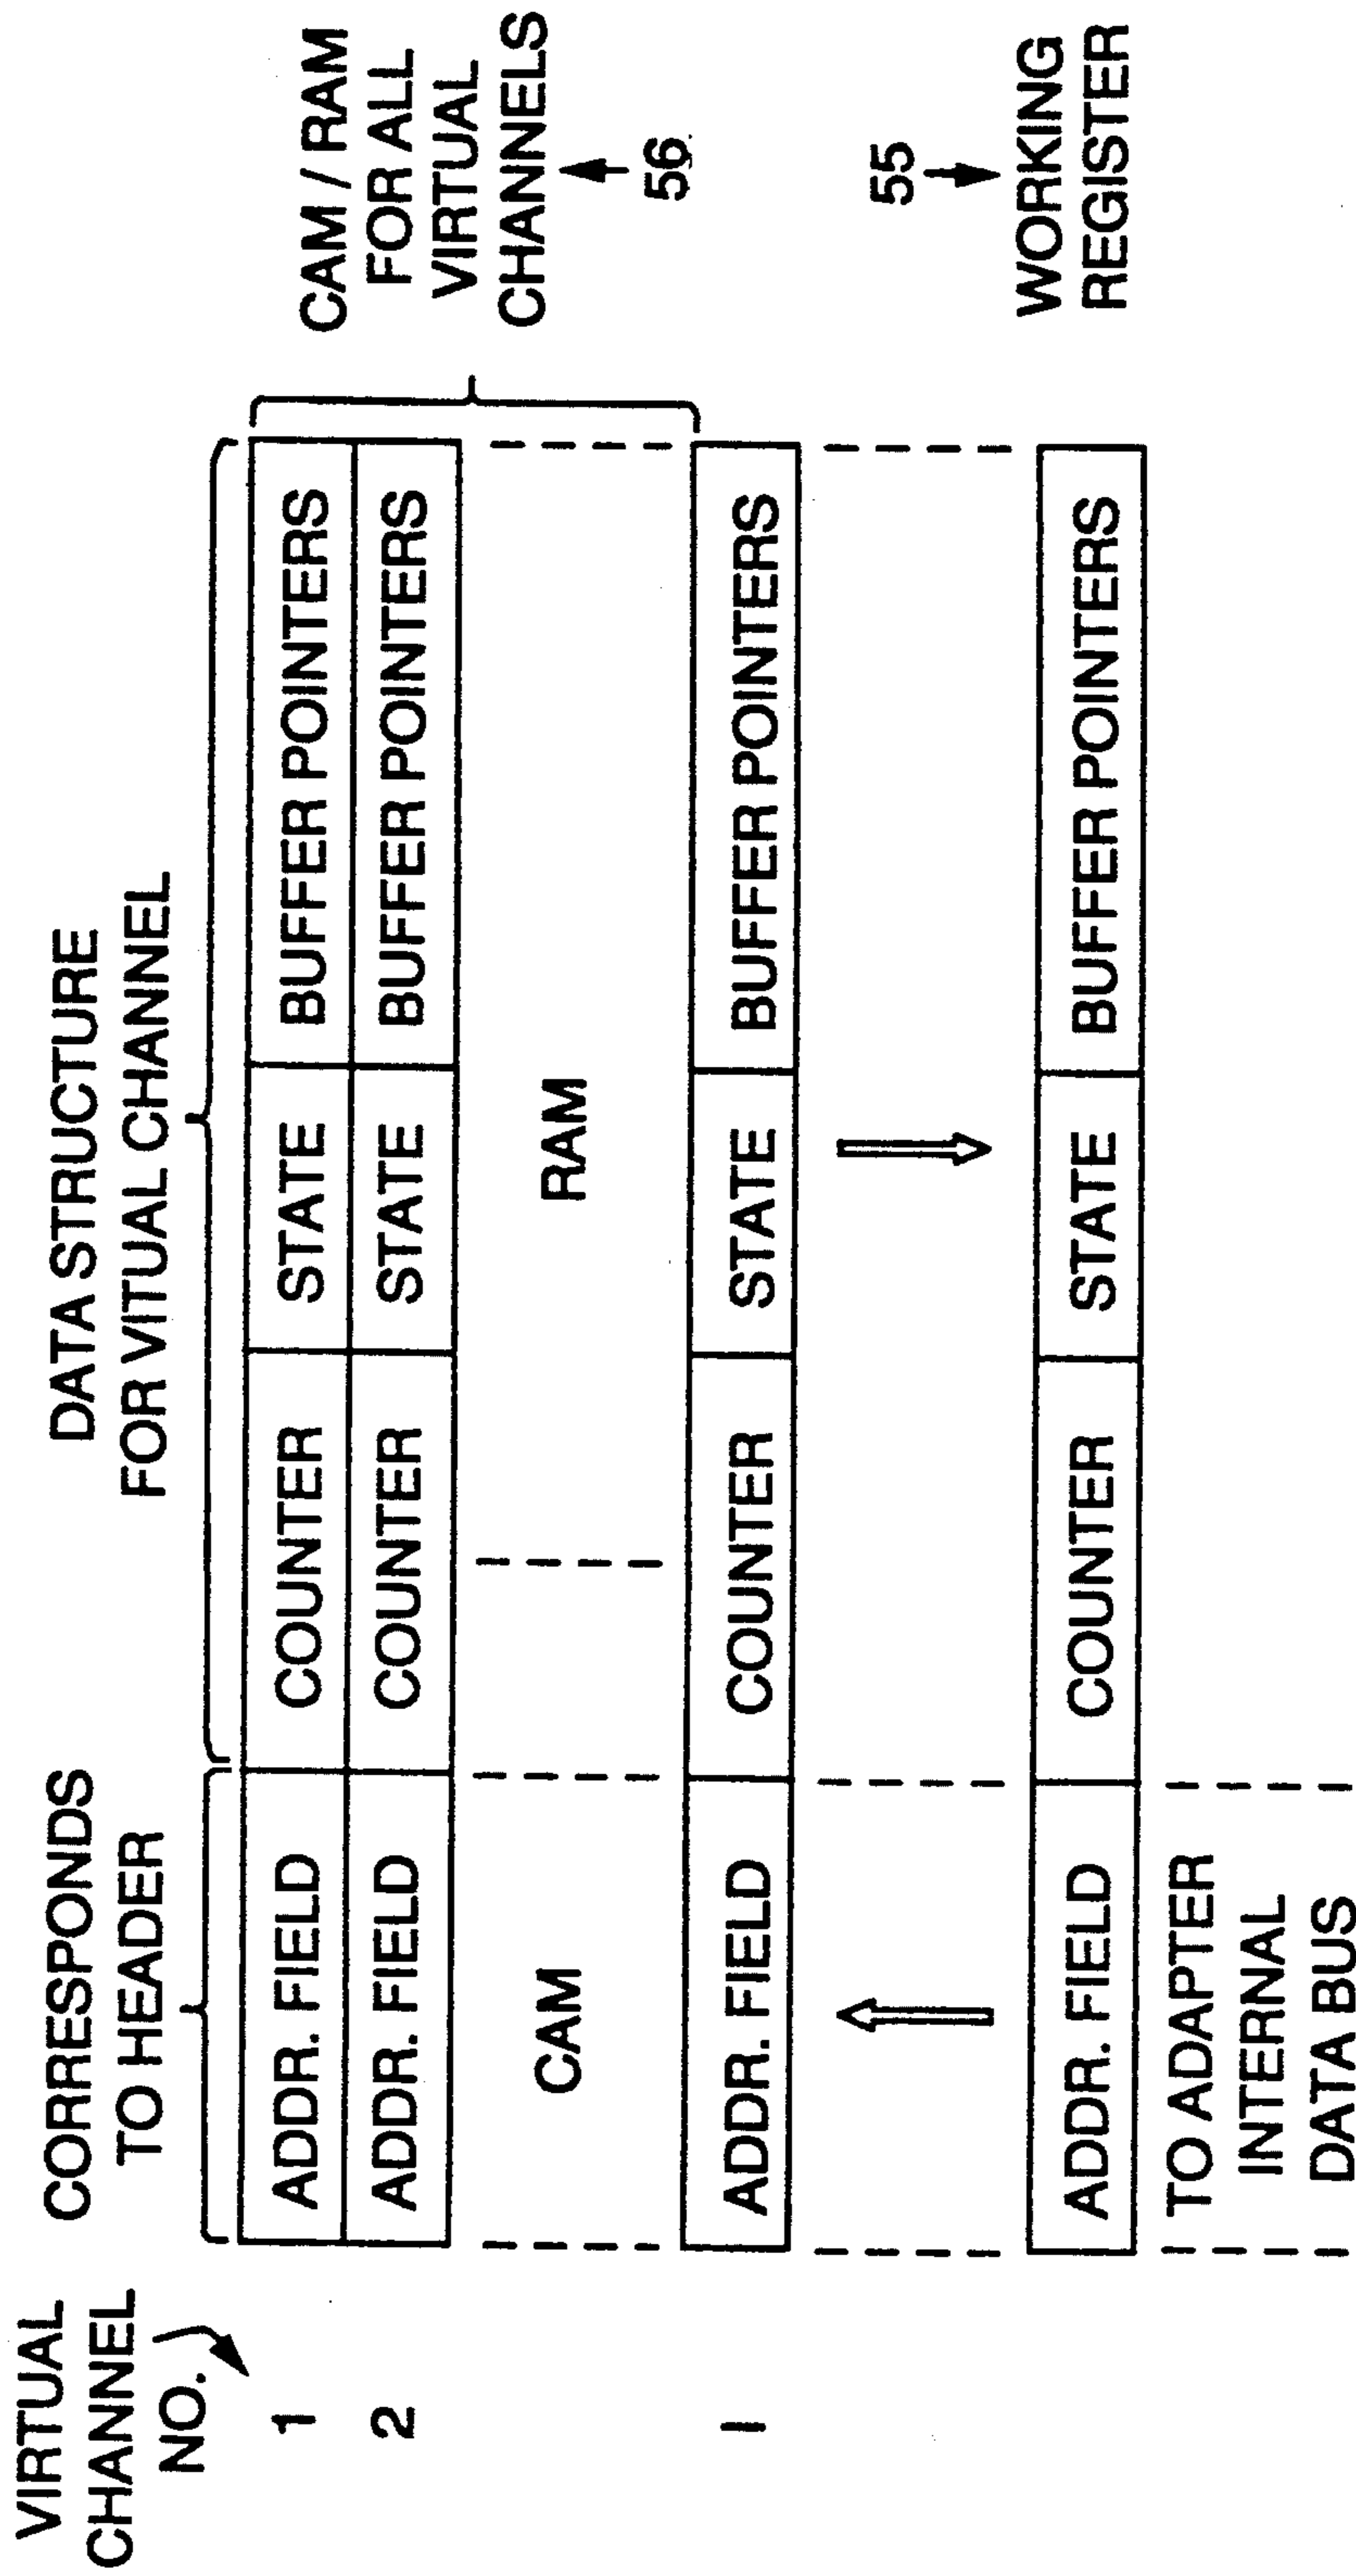 VIRTUAL
CHANNEL
NO.
CORRESPONDS
TO HEADER
DATA STRUCTURE
FOR VITUAL CHANNEL
1 ADDR. FIELD COUNTER STATE BUFFER POINTERS
2 ADDR. FIELD COUNTER STATE BUFFER POINTERS
CAM / RAM
FOR ALL
VIRTUAL
CHANNELS
56
CAM RAM
I ADDR. FIELD COUNTER STATE BUFFER POINTERS
55
WORKING
REGISTER
ADDR. FIELD COUNTER STATE BUFFER POINTERS
TO ADAPTER
INTERNAL
DATA BUS